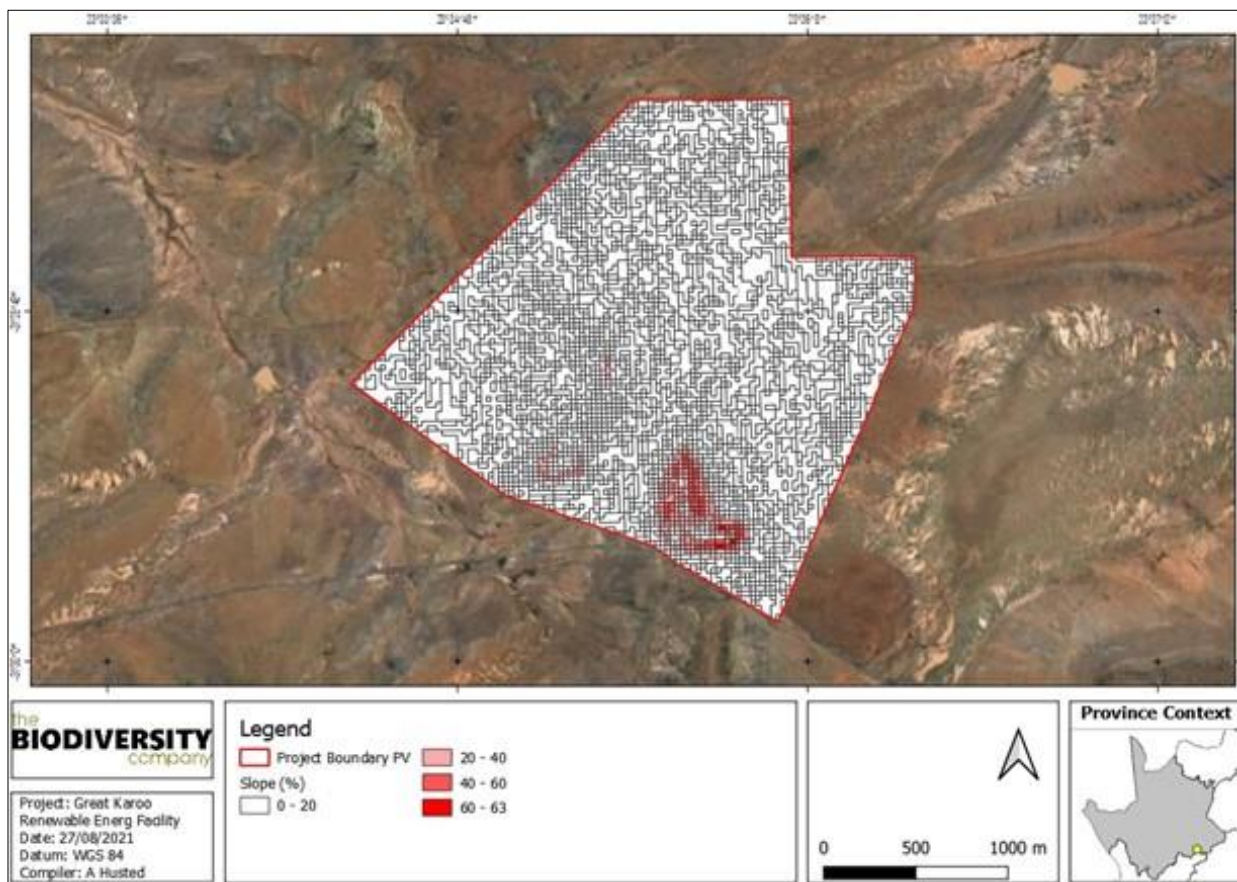 the
BIODIVERSITY
company
Project: Great Karoo
Renewable Energ Facility
Date: 27/08/2021
Datum: WGS 84
Compiler: A Husted
Legend
Project Boundary PV
Slope (%)
0 - 20
20 - 40
40 - 60
60 - 63
0 500 1000 m
Province Context